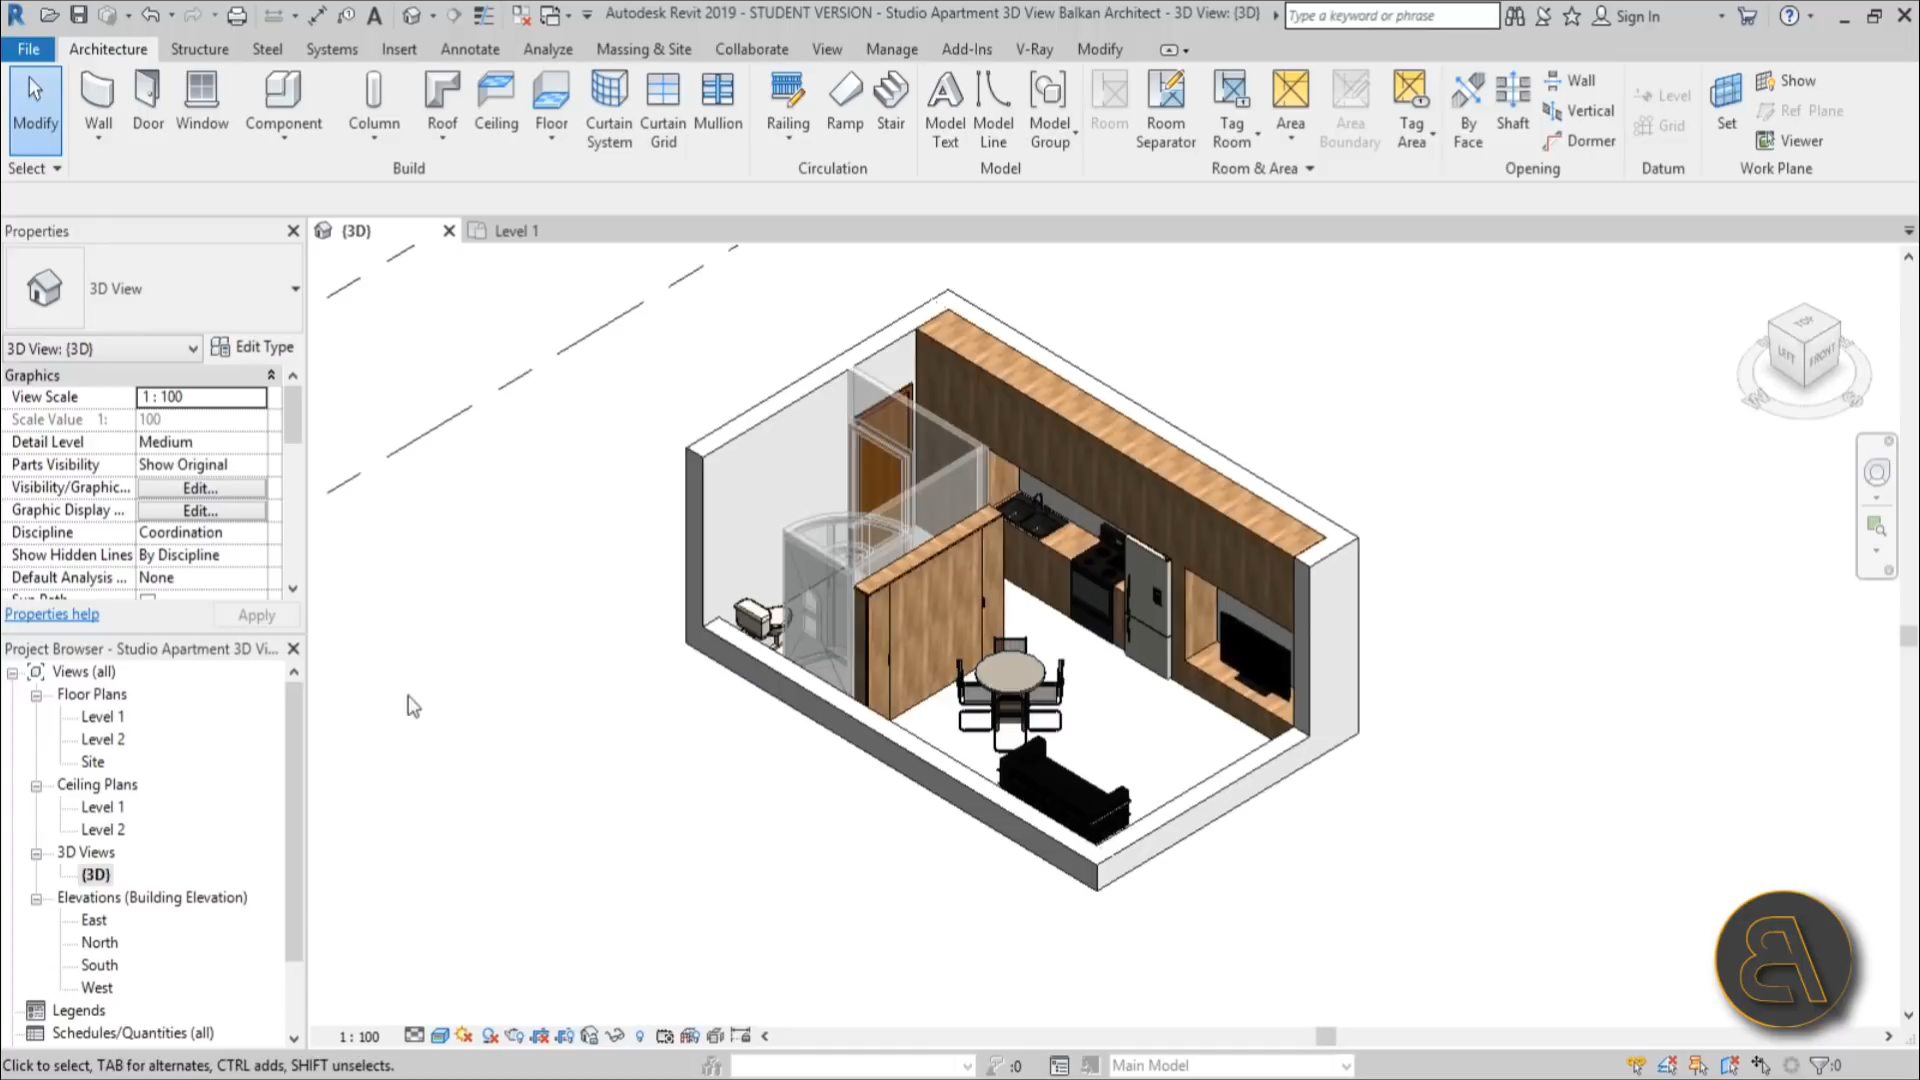 Autodesk Revit 2019 - STUDENT VERSION - Studio Apartment 3D View Balkan Architect - 3D View: {3D}
Type a keyword or phrase
Sign In
File Architecture Structure Steel Systems Insert Annotate Analyze Massing & Site Collaborate View Manage Add-Ins V-Ray Modify
Modify
Wall
Door
Window
Component
Column
Roof
Ceiling
Floor
Curtain System
Curtain Grid
Mullion
Railing
Ramp
Stair
Model Text
Model Line
Model Group
Room
Room Separator
Tag Room
Area
Area Boundary
Tag Area
By Face
Shaft
Wall
Vertical
Dormer
Level
Grid
Set
Show
Ref Plane
Viewer
Select
Build
Circulation
Model
Room & Area
Opening
Datum
Work Plane
Properties
{3D}
Level 1
3D View
3D View: {3D}
Edit Type
Graphics
View Scale 1 : 100
Scale Value 1: 100
Detail Level Medium
Parts Visibility Show Original
Visibility/Graphic... Edit...
Graphic Display ... Edit...
Discipline Coordination
Show Hidden Lines By Discipline
Default Analysis ... None
Properties help
Apply
Project Browser - Studio Apartment 3D Vi...
Views (all)
Floor Plans
Level 1
Level 2
Site
Ceiling Plans
Level 1
Level 2
3D Views
{3D}
Elevations (Building Elevation)
East
North
South
West
Legends
Schedules/Quantities (all)
TOP
LEFT
FRONT
1 : 100
Click to select, TAB for alternates, CTRL adds, SHIFT unselects.
:0
Main Model
:0